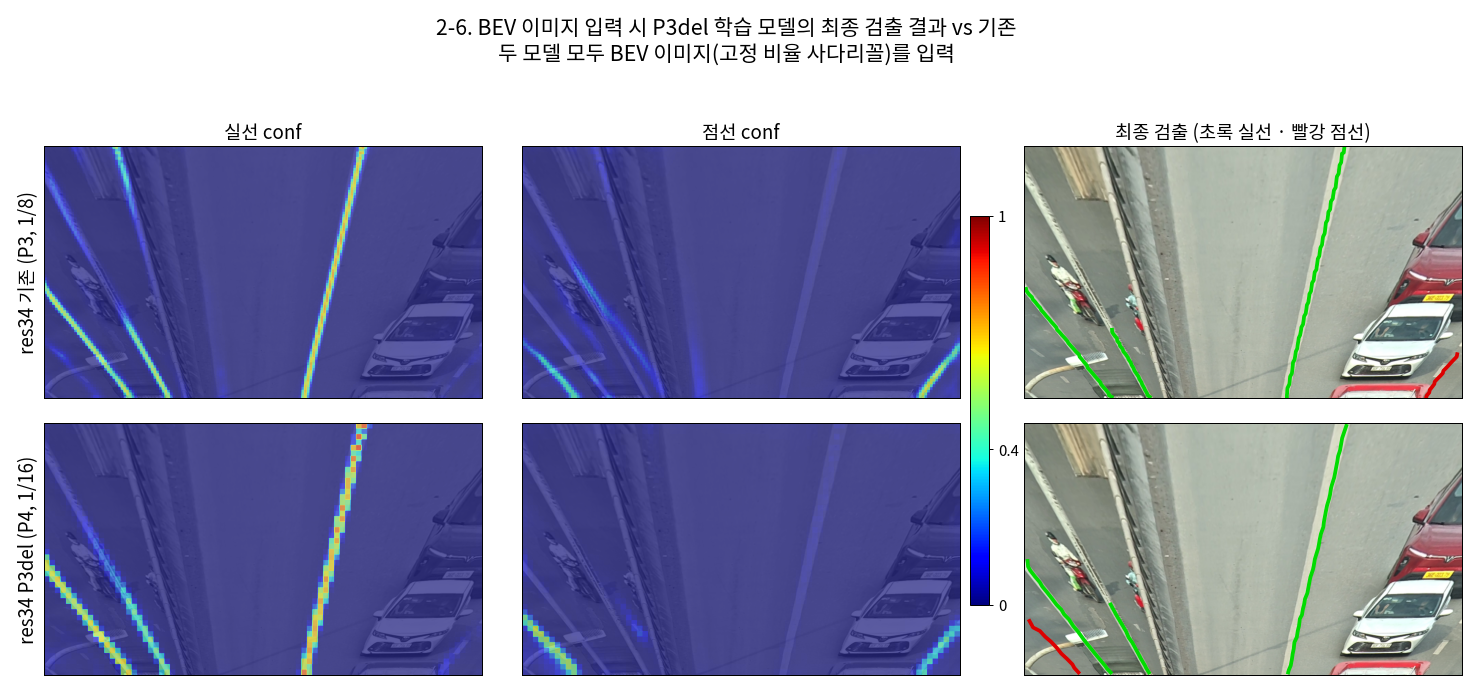 2-6. BEV 이미지 입력 시 P3del 학습 모델의 최종 검출 결과 vs 기존
두 모델 모두 BEV 이미지(고정 비율 사다리꼴)를 입력
실선 conf
점선 conf
최종 검출 (초록 실선 · 빨강 점선)
res34 기존 (P3, 1/8)
1
0.4
0
res34 P3del (P4, 1/16)